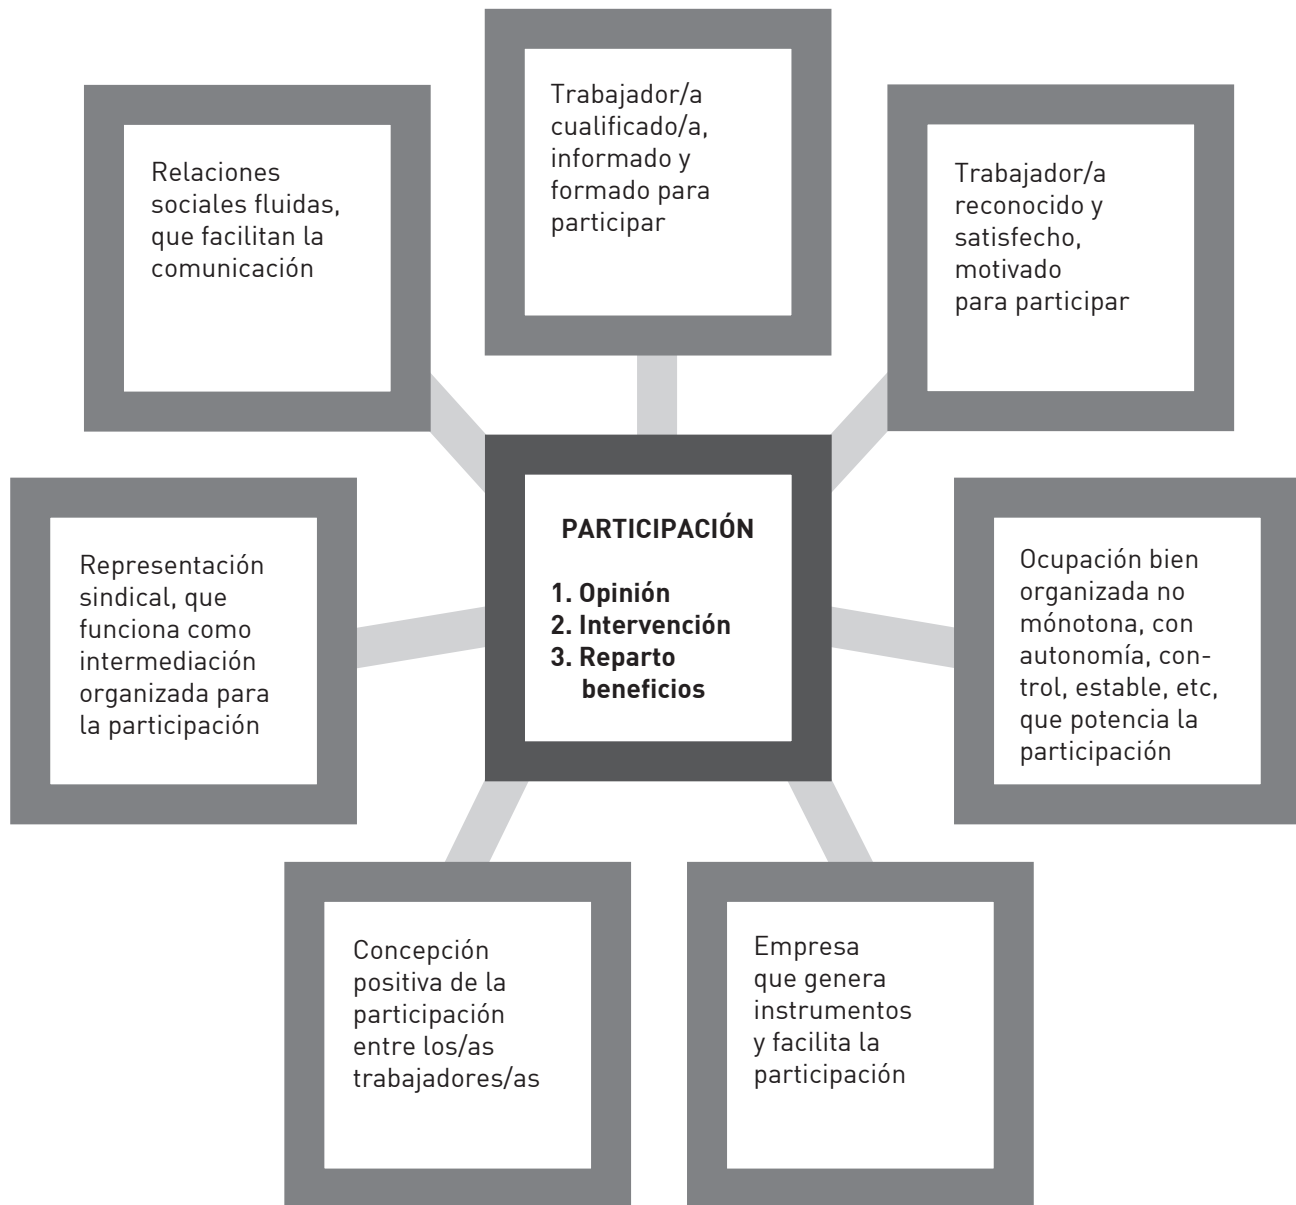 Trabajador/a
cualificado/a,
informado y
formado para
participar
Relaciones
sociales fluidas,
que facilitan la
comunicación
Trabajador/a
reconocido y
satisfecho,
motivado
para participar
PARTICIPACIÓN
1. Opinión
2. Intervención
3. Reparto
beneficios
Representación
sindical, que
funciona como
intermediación
organizada para
la participación
Ocupación bien
organizada no
mónotona, con
autonomía, con-
trol, estable, etc,
que potencia la
participación
Concepción
positiva de la
participación
entre los/as
trabajadores/as
Empresa
que genera
instrumentos
y facilita la
participación